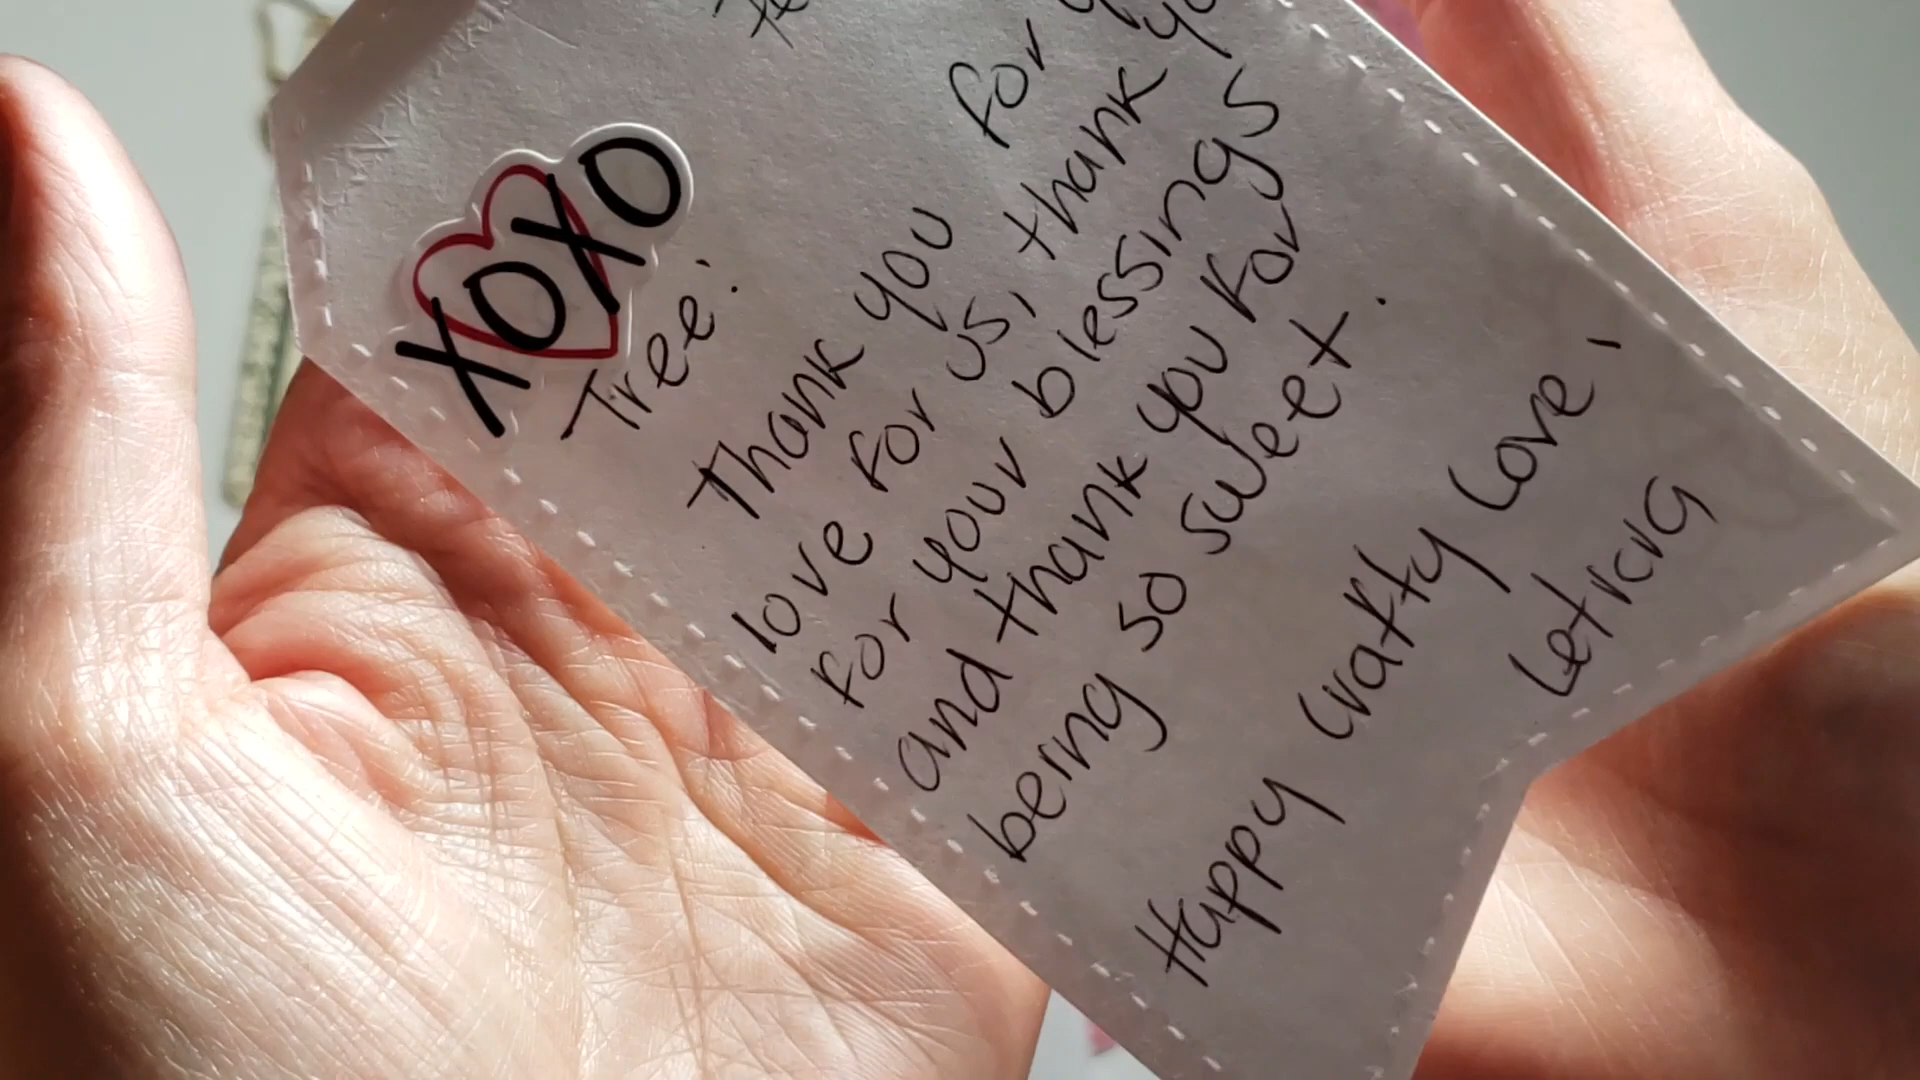 XOXO
Tree:
Thank you for
love for us, thank
for your blessings
and thank you for
being so sweet.
Happy Crafty Love,
Leticia